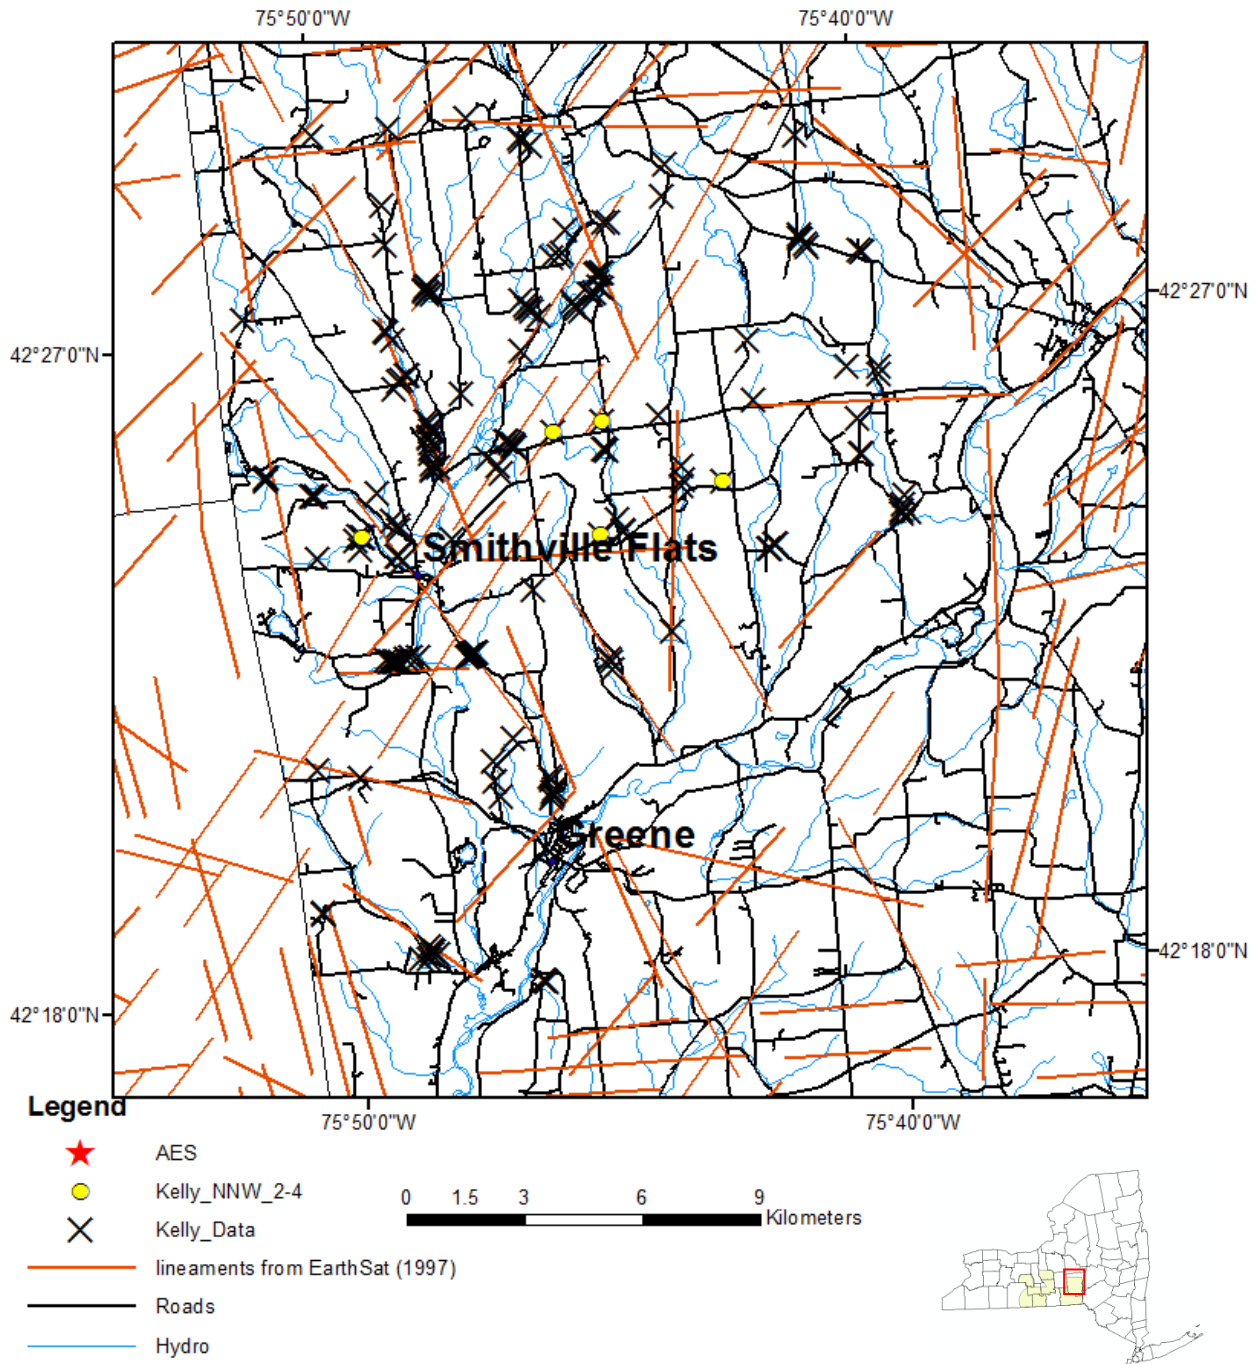 75°50'0"W 75°40'0"W
42°27'0"N
42°27'0"N
Smithville Flats
Greene
42°18'0"N
42°18'0"N
75°50'0"W 75°40'0"W
Legend
AES
Kelly_NNW_2-4
Kelly_Data
lineaments from EarthSat (1997)
Roads
Hydro
0 1.5 3 6 9
Kilometers